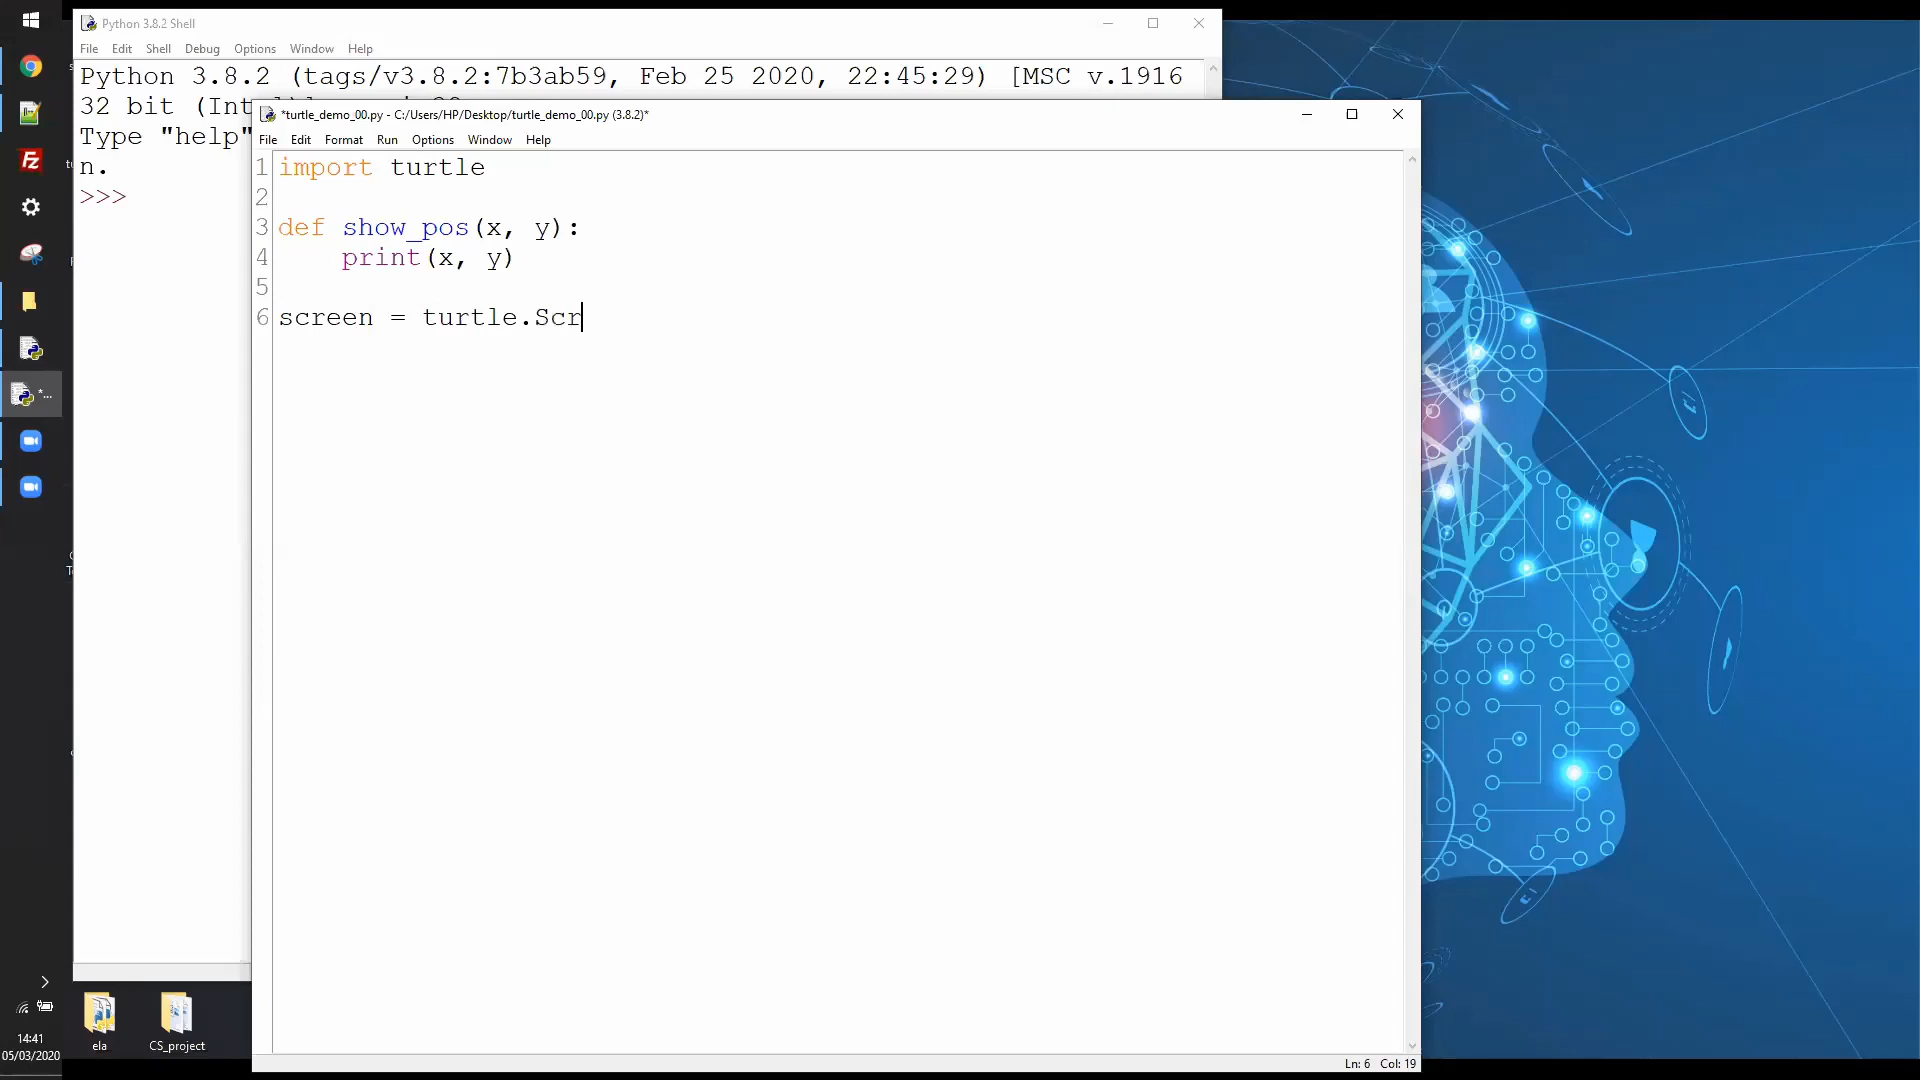 Python 3.8.2 Shell
File Edit Shell Debug Options Window Help
Python 3.8.2 (tags/v3.8.2:7b3ab59, Feb 25 2020, 22:45:29) [MSC v.1916
32 bit (Int
Type "help"
n.
>>>
*turtle_demo_00.py - C:/Users/HP/Desktop/turtle_demo_00.py (3.8.2)*
File Edit Format Run Options Window Help
1 import turtle
2
3 def show_pos(x, y):
4     print(x, y)
5
6 screen = turtle.Scr
Ln: 6 Col: 19
ela
CS_project
14:41
05/03/2020